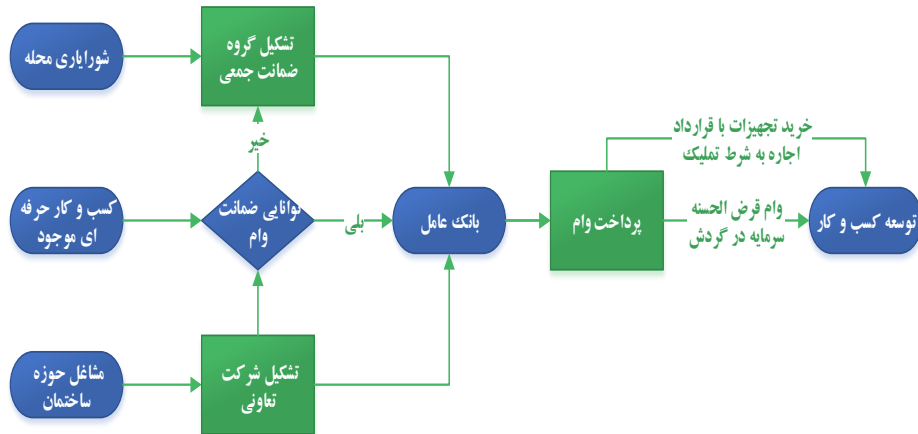 شورایاری محله
تشکیل گروه
ضمانت جمعی
خیر
خرید تجهیزات با قرارداد
اجاره به شرط تملیک
کسب و کار حرفه
ای موجود
توانایی ضمانت
وام
بلی
بانک عامل
پرداخت وام
وام قرض الحسنه
سرمایه در گردش
توسعه کسب و کار
مشاغل حوزه
ساختمان
تشکیل شرکت
تعاونی